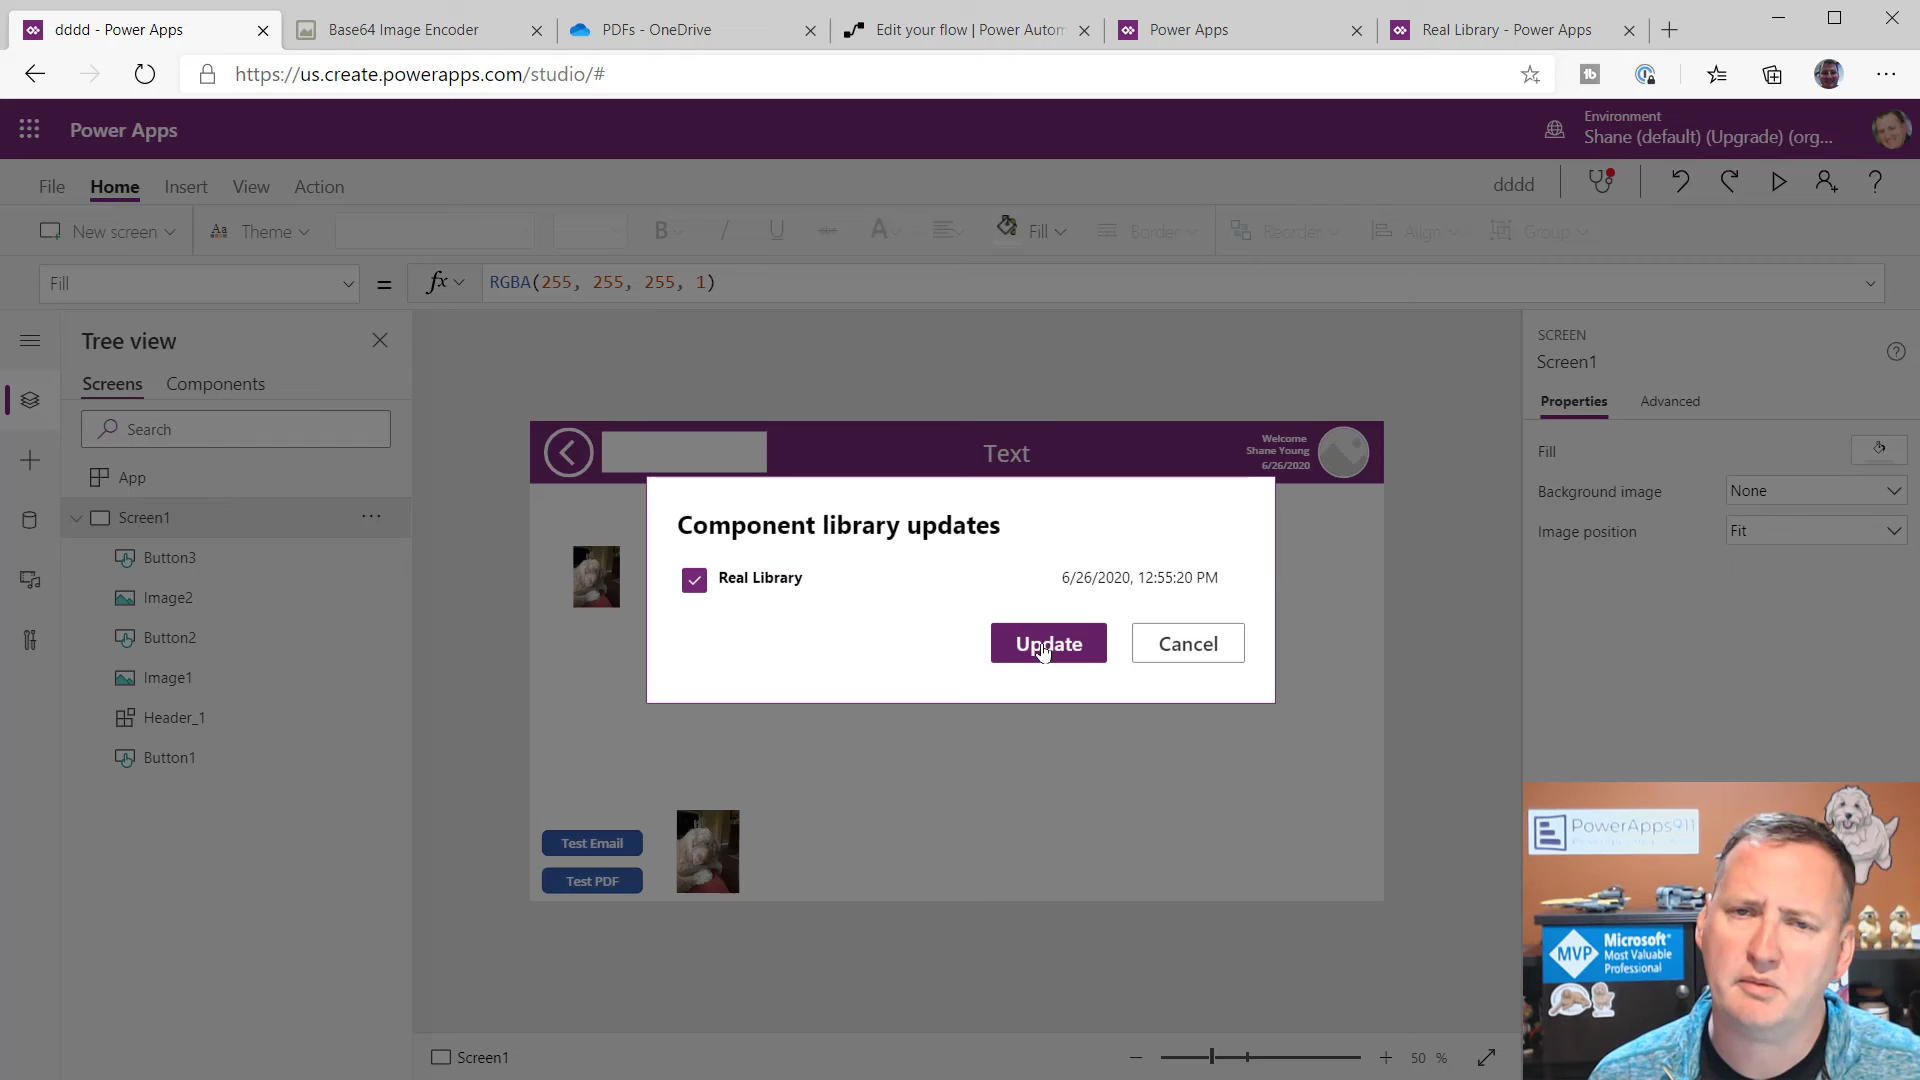 dddd - Power Apps
Base64 Image Encoder
PDFs - OneDrive
Edit your flow | Power Autom
Power Apps
Real Library - Power Apps
https://us.create.powerapps.com/studio/#
Power Apps
Environment
Shane (default) (Upgrade) (org...
File
Home
Insert
View
Action
dddd
New screen
Theme
Fill
Border
Reorder
Align
Group
Fill
=
fx
RGBA(255, 255, 255, 1)
Tree view
Screens
Components
Search
App
Screen1
Button3
Image2
Button2
Image1
Header_1
Button1
Text
Welcome
Shane Young
6/26/2020
Component library updates
Real Library
6/26/2020, 12:55:20 PM
Update
Cancel
Test Email
Test PDF
SCREEN
Screen1
Properties
Advanced
Fill
Background image
None
Image position
Fit
PowerApps911
MVP
Microsoft®
Most Valuable
Professional
Screen1
50 %